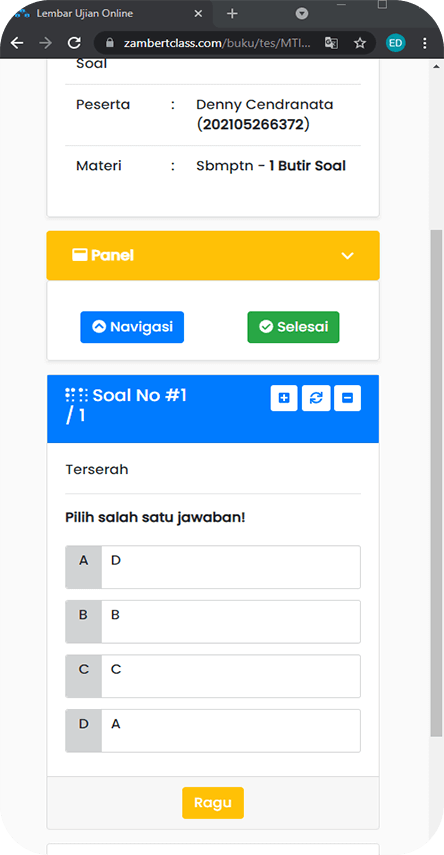 Lembar Ujian Online
zambertclass.com/buku/tes/MTI...
ED
Soal
Peserta : Denny Cendranata
(202105266372)
Materi : Sbmptn - 1 Butir Soal
Panel
Navigasi
Selesai
Soal No #1
/ 1
Terserah
Pilih salah satu jawaban!
A D
B B
C C
D A
Ragu